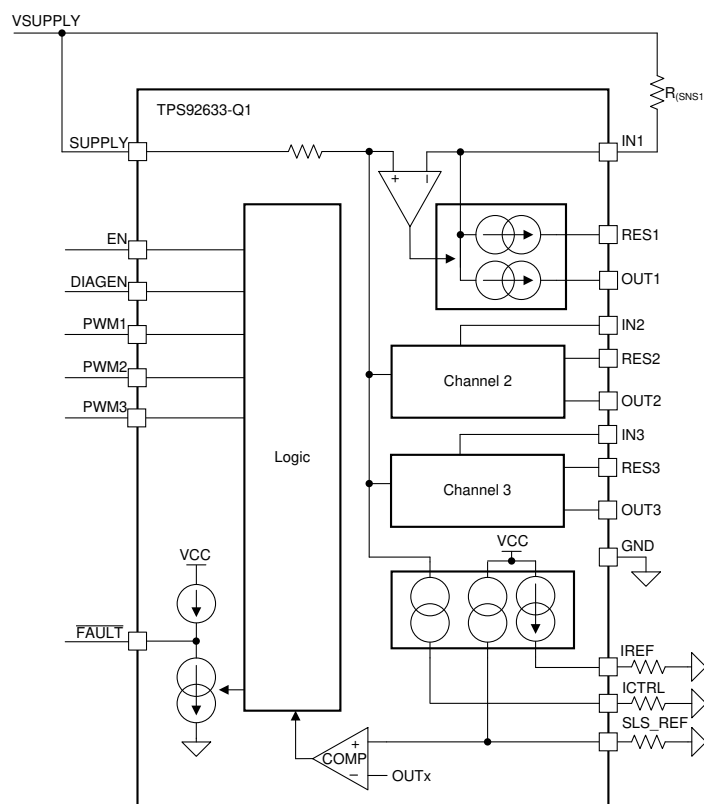 VSUPPLY
TPS92633-Q1
R(SNS1
SUPPLY
IN1
+
–
EN
RES1
DIAGEN
OUT1
PWM1
IN2
PWM2
Channel 2
RES2
PWM3
OUT2
IN3
Logic
Channel 3
RES3
OUT3
VCC
VCC
GND
FAULT
IREF
ICTRL
SLS_REF
+
COMP
–
OUTx